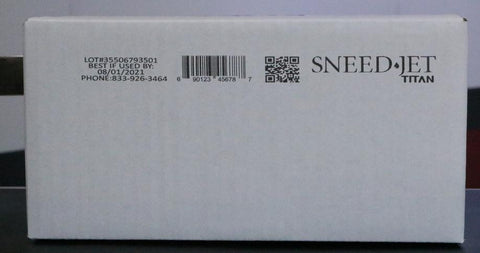 LOT#35506793501
BEST IF USED BY:
08/01/2021
PHONE:833-926-3464
6 90123 45678 7
SNEED-JET
TITAN